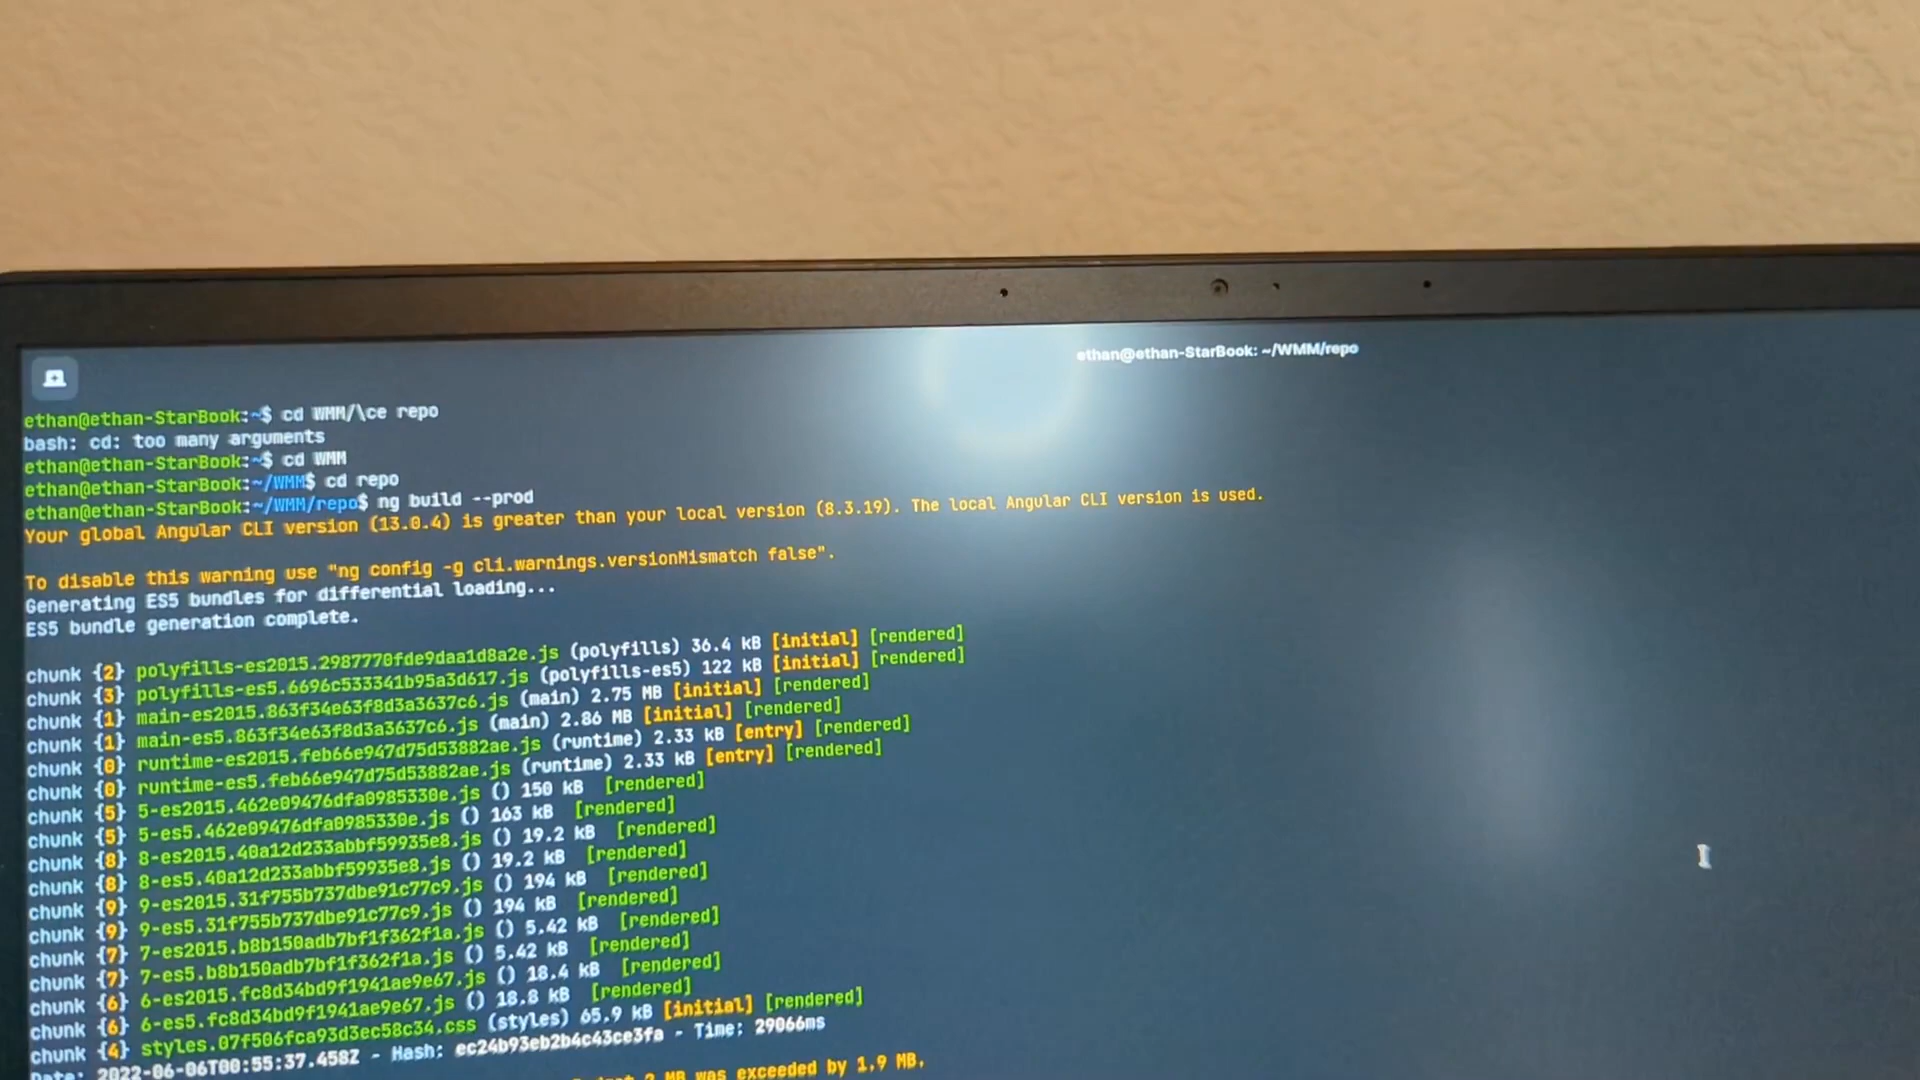 ethan@ethan-StarBook: ~/WMM/repo
ethan@ethan-StarBook:~$ cd WMM/\ce repo
bash: cd: too many arguments
ethan@ethan-StarBook:~$ cd WMM
ethan@ethan-StarBook:~/WMM$ cd repo
ethan@ethan-StarBook:~/WMM/repo$ ng build --prod
Your global Angular CLI version (13.0.4) is greater than your local version (8.3.19). The local Angular CLI version is used.
To disable this warning use "ng config -g cli.warnings.versionMismatch false".
Generating ES5 bundles for differential loading...
ES5 bundle generation complete.
chunk {2} polyfills-es2015.2987770fde9daa1d8a2e.js (polyfills) 36.4 kB [initial] [rendered]
chunk {3} polyfills-es5.6696c533341b95a3d617.js (polyfills-es5) 122 kB [initial] [rendered]
chunk {1} main-es2015.863f34e63f8d3a3637c6.js (main) 2.75 MB [initial] [rendered]
chunk {1} main-es5.863f34e63f8d3a3637c6.js (main) 2.86 MB [initial] [rendered]
chunk {0} runtime-es2015.feb66e947d75d53882ae.js (runtime) 2.33 kB [entry] [rendered]
chunk {0} runtime-es5.feb66e947d75d53882ae.js (runtime) 2.33 kB [entry] [rendered]
chunk {5} 5-es2015.462e09476dfa0985330e.js () 150 kB [rendered]
chunk {5} 5-es5.462e09476dfa0985330e.js () 163 kB [rendered]
chunk {8} 8-es2015.40a12d233abbf59935e8.js () 19.2 kB [rendered]
chunk {8} 8-es5.40a12d233abbf59935e8.js () 19.2 kB [rendered]
chunk {9} 9-es2015.31f755b737dbe91c77c9.js () 194 kB [rendered]
chunk {9} 9-es5.31f755b737dbe91c77c9.js () 194 kB [rendered]
chunk {7} 7-es2015.b8b150adb7bf1f362f1a.js () 5.42 kB [rendered]
chunk {7} 7-es5.b8b150adb7bf1f362f1a.js () 5.42 kB [rendered]
chunk {6} 6-es2015.fc8d34bd9f1941ae9e67.js () 18.4 kB [rendered]
chunk {6} 6-es5.fc8d34bd9f1941ae9e67.js () 18.8 kB [rendered]
chunk {4} styles.07f506fca93d3ec58c34.css (styles) 65.9 kB [initial] [rendered]
Date: 2022-06-06T00:55:37.458Z - Hash: ec24b93eb2b4c43ce3fa - Time: 29066ms
2 MB was exceeded by 1.9 MB.